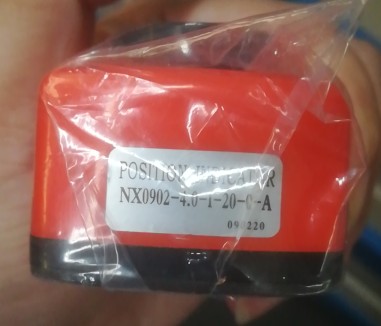 POSITION INDICATOR
NX0902-4.0-1-20-0-A